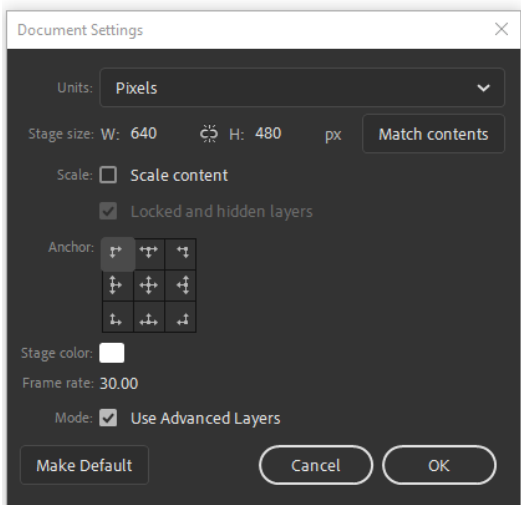 Document Settings
Units: Pixels
Stage size: W: 640 H: 480 px Match contents
Scale: Scale content
Locked and hidden layers
Anchor:
Stage color:
Frame rate: 30.00
Mode: Use Advanced Layers
Make Default Cancel OK